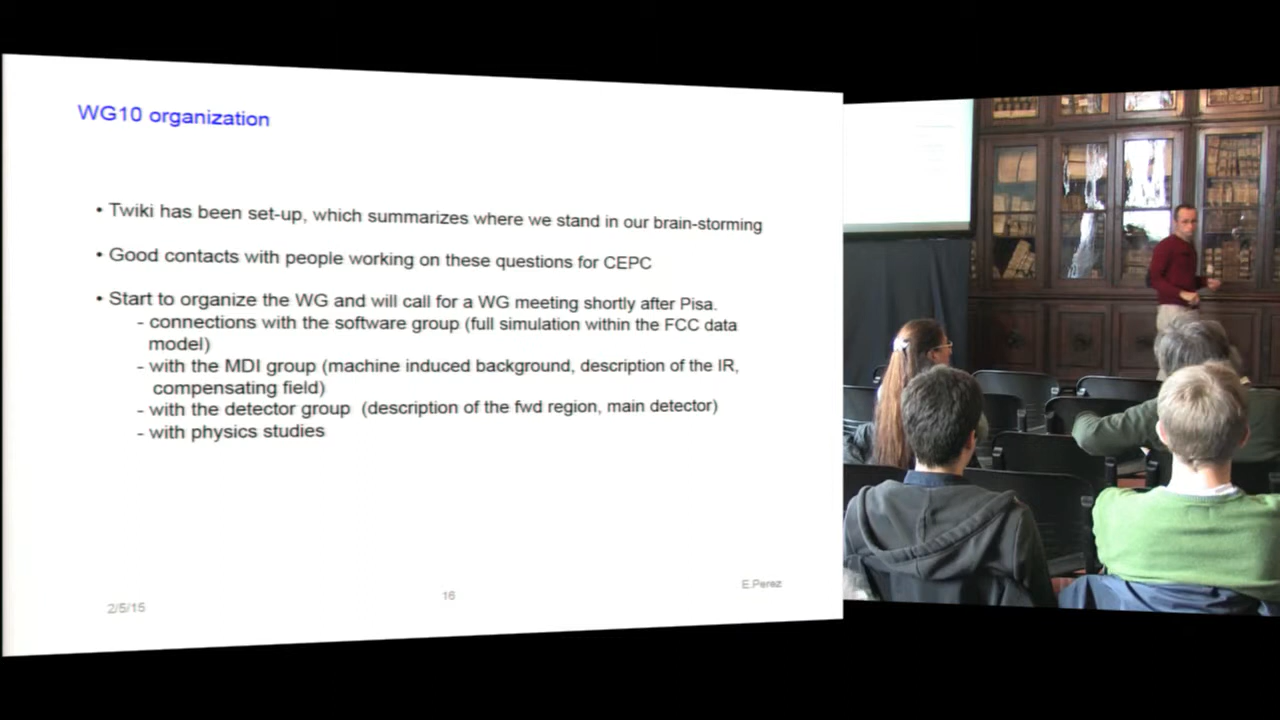 WG10 organization
• Twiki has been set-up, which summarizes where we stand in our brain-storming
• Good contacts with people working on these questions for CEPC
• Start to organize the WG and will call for a WG meeting shortly after Pisa.
- connections with the software group (full simulation within the FCC data
model)
- with the MDI group (machine induced background, description of the IR,
compensating field)
- with the detector group (description of the fwd region, main detector)
- with physics studies
2/5/15
16
E.Perez